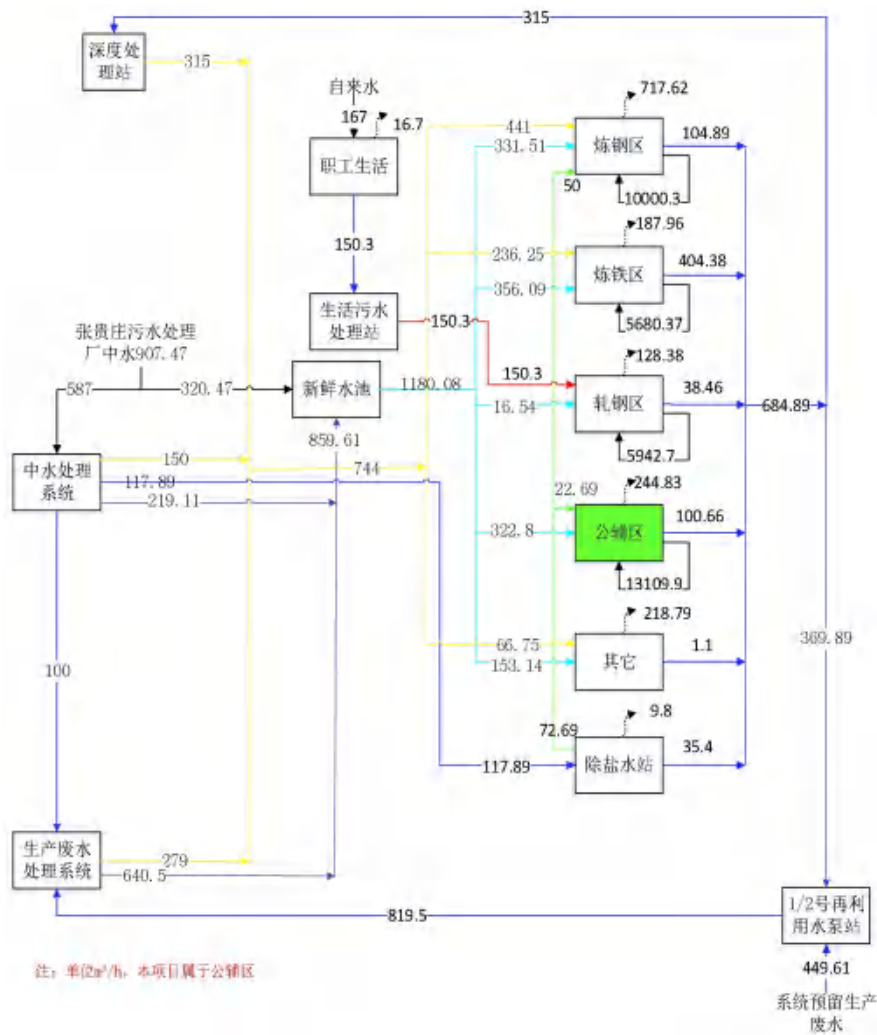 315
深度处
理站
315
自来水
167
16.7
职工生活
150.3
生活污水
处理站
150.3
张贵庄污水处理
厂中水907.47
587
320.47
新鲜水池
1180.08
859.61
中水处理
系统
150
117.89
219.11
744
100
生产废水
处理系统
279
640.5
717.62
441
331.51
50
炼钢区
104.89
10000.3
187.96
236.25
356.09
炼铁区
404.38
5680.37
128.38
150.3
16.54
轧钢区
38.46
684.89
5942.7
244.83
22.69
322.8
公辅区
100.66
13109.9
218.79
66.75
153.14
其它
1.1
369.89
9.8
72.69
117.89
除盐水站
35.4
819.5
1/2号再利
用水泵站
449.61
系统预留生产
废水
注：单位m³/h，本项目属于公辅区